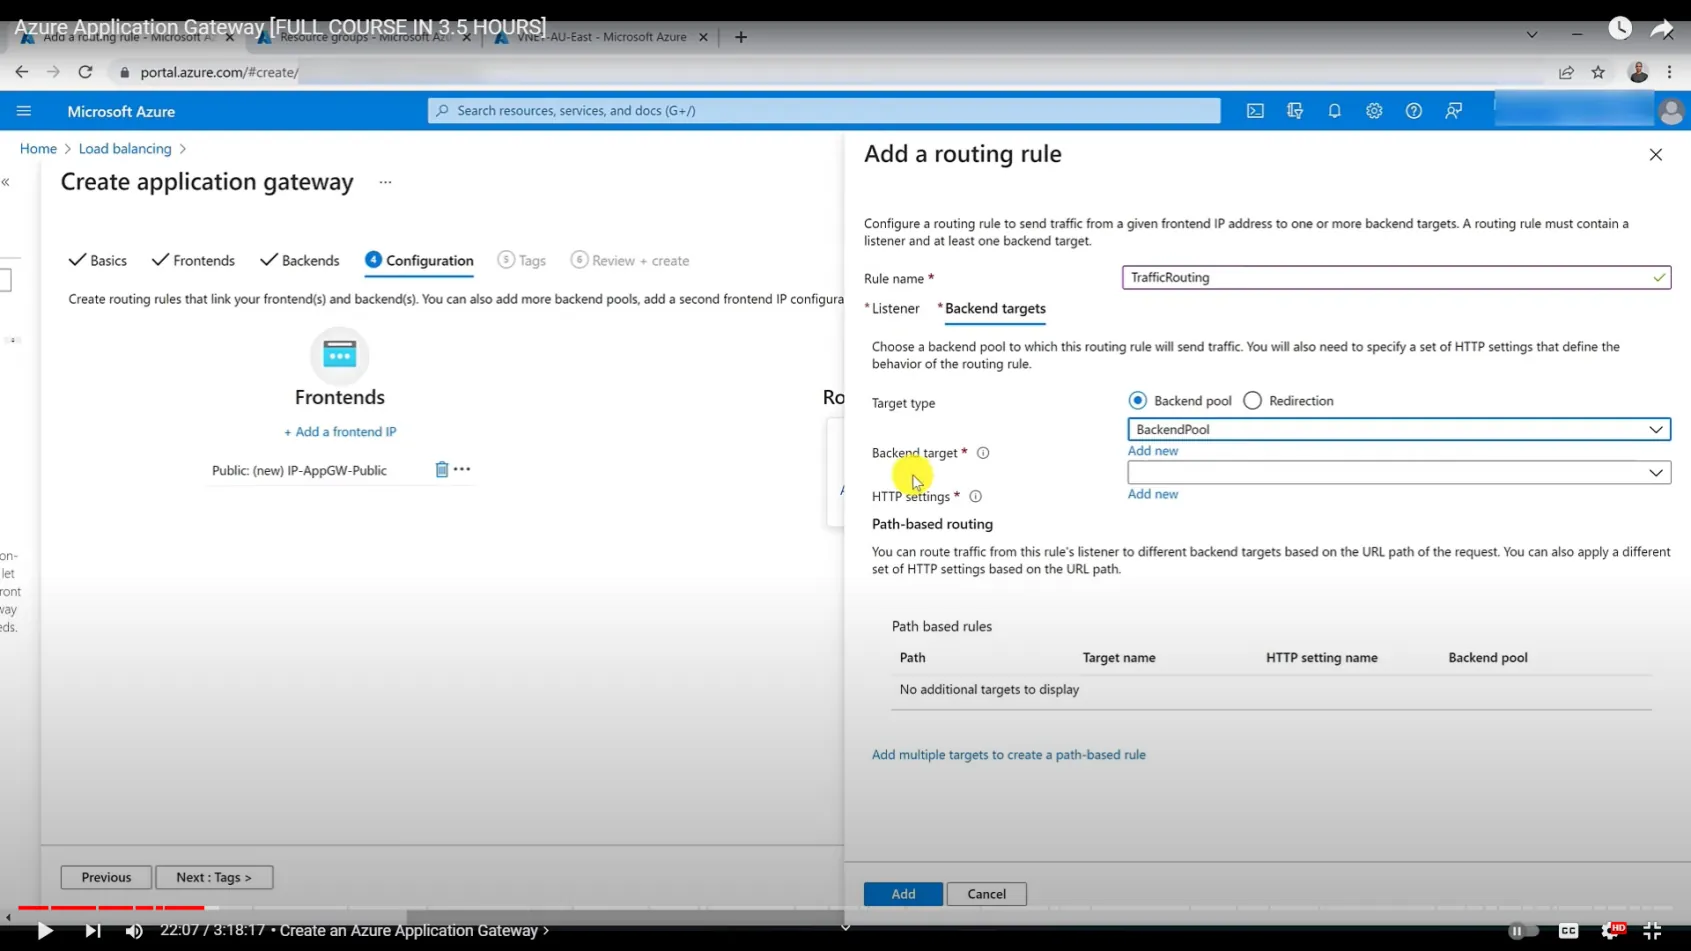 Azure Application Gateway [FULL COURSE IN 3.5 HOURS]
Add a routing rule - Microsoft A
Resource groups - Microsoft Azu
VNET-AU-East - Microsoft Azure
portal.azure.com/#create/
Microsoft Azure
Search resources, services, and docs (G+/)
Home > Load balancing >
Create application gateway ...
Basics
Frontends
Backends
4 Configuration
5 Tags
6 Review + create
Create routing rules that link your frontend(s) and backend(s). You can also add more backend pools, add a second frontend IP configura
Frontends
+ Add a frontend IP
Public: (new) IP-AppGW-Public
Ro
on-
let
ront
way
eds.
Previous
Next : Tags >
Add a routing rule
Configure a routing rule to send traffic from a given frontend IP address to one or more backend targets. A routing rule must contain a
listener and at least one backend target.
Rule name *
TrafficRouting
* Listener
* Backend targets
Choose a backend pool to which this routing rule will send traffic. You will also need to specify a set of HTTP settings that define the
behavior of the routing rule.
Target type
Backend pool
Redirection
BackendPool
Backend target *
Add new
HTTP settings *
Add new
Path-based routing
You can route traffic from this rule's listener to different backend targets based on the URL path of the request. You can also apply a different
set of HTTP settings based on the URL path.
Path based rules
Path Target name HTTP setting name Backend pool
No additional targets to display
Add multiple targets to create a path-based rule
Add
Cancel
22:07 / 3:18:17 • Create an Azure Application Gateway >
CC
HD